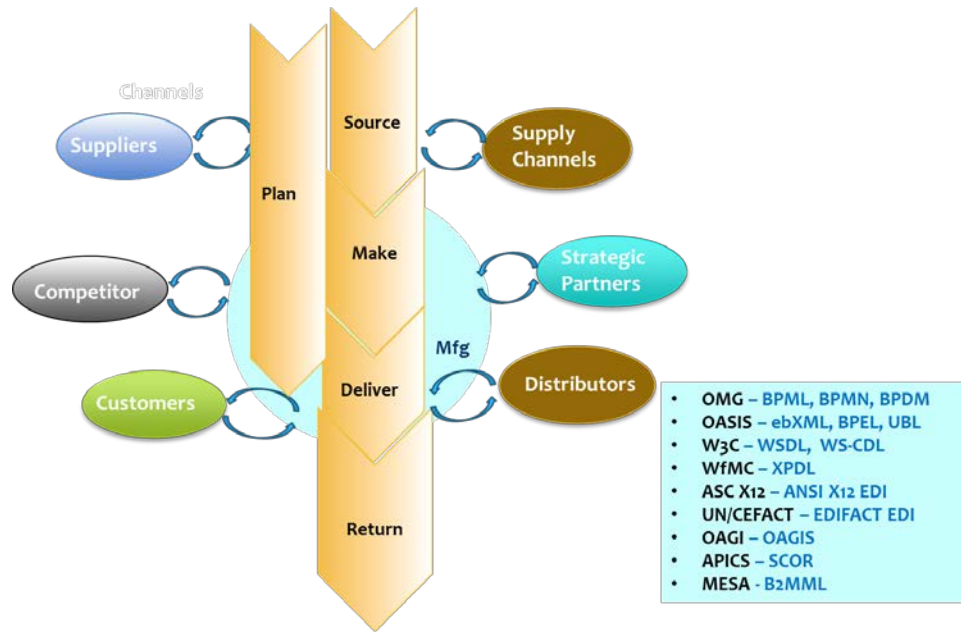 Channels
Suppliers
Source
Supply
Channels
Plan
Make
Strategic
Partners
Competitor
Mfg
Deliver
Distributors
Customers
Return
• OMG – BPML, BPMN, BPDM
• OASIS – ebXML, BPEL, UBL
• W3C – WSDL, WS-CDL
• WfMC – XPDL
• ASC X12 – ANSI X12 EDI
• UN/CEFACT – EDIFACT EDI
• OAGI – OAGIS
• APICS – SCOR
• MESA - B2MML